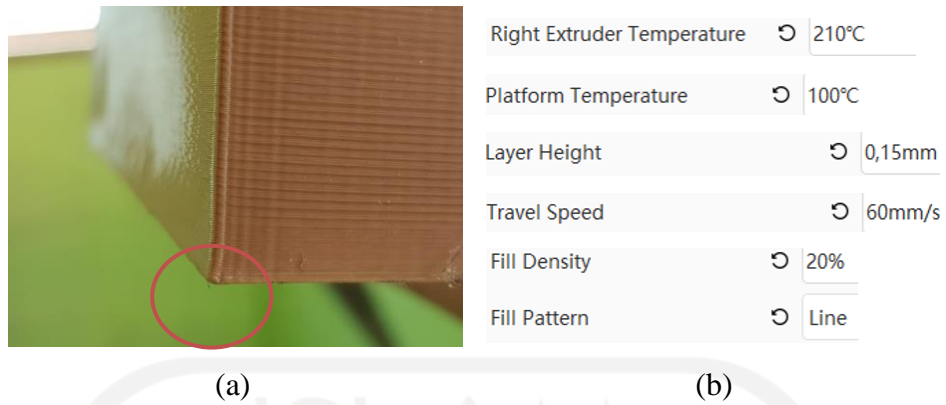 Right Extruder Temperature 210℃
Platform Temperature 100℃
Layer Height 0,15mm
Travel Speed 60mm/s
Fill Density 20%
Fill Pattern Line
(a) (b)